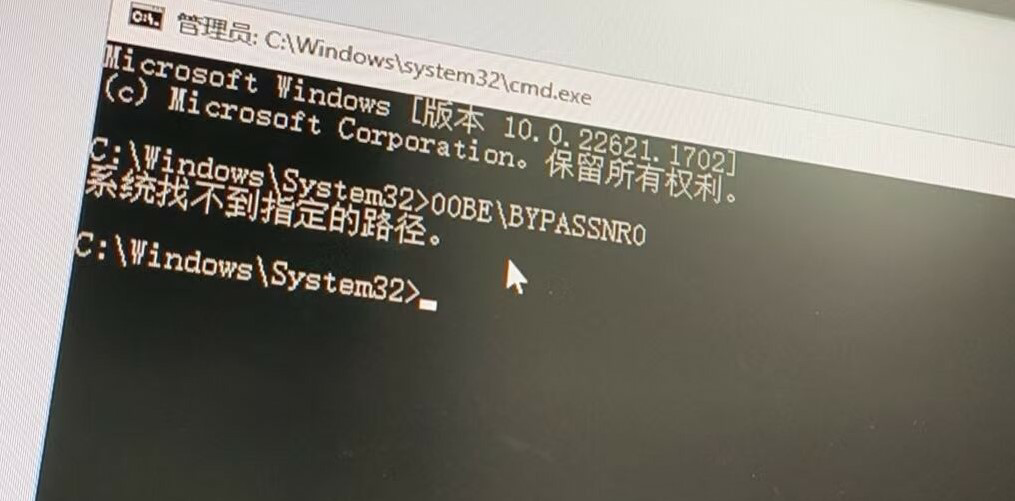 管理员: C:\Windows\system32\cmd.exe
Microsoft Windows [版本 10.0.22621.1702]
(c) Microsoft Corporation。保留所有权利。
C:\Windows\System32>OOBE\BYPASSNRO
系统找不到指定的路径。
C:\Windows\System32>